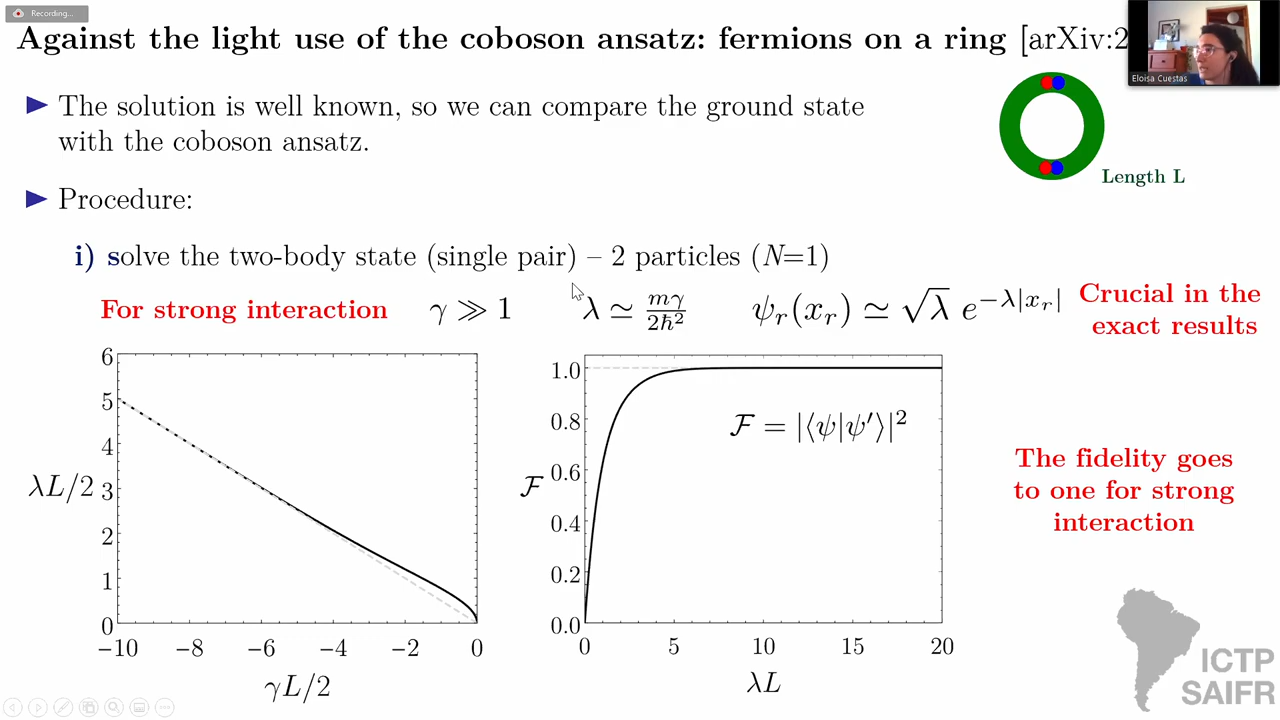 Recording...
Against the light use of the coboson ansatz: fermions on a ring [arXiv:2
Eloisa Cuestas
▶ The solution is well known, so we can compare the ground state
with the coboson ansatz.
Length L
▶ Procedure:
i) solve the two-body state (single pair) – 2 particles (N=1)
For strong interaction γ ≫ 1 λ ≃ mγ/2ħ² ψr(xr) ≃ √λ e^−λ|xr|
Crucial in the
exact results
6
5
4
3
2
1
0
λL/2
−10 −8 −6 −4 −2 0
γL/2
1.0
0.8
0.6
0.4
0.2
0.0
ℱ
ℱ = |⟨ψ|ψ′⟩|²
0 5 10 15 20
λL
The fidelity goes
to one for strong
interaction
ICTP
SAIFR